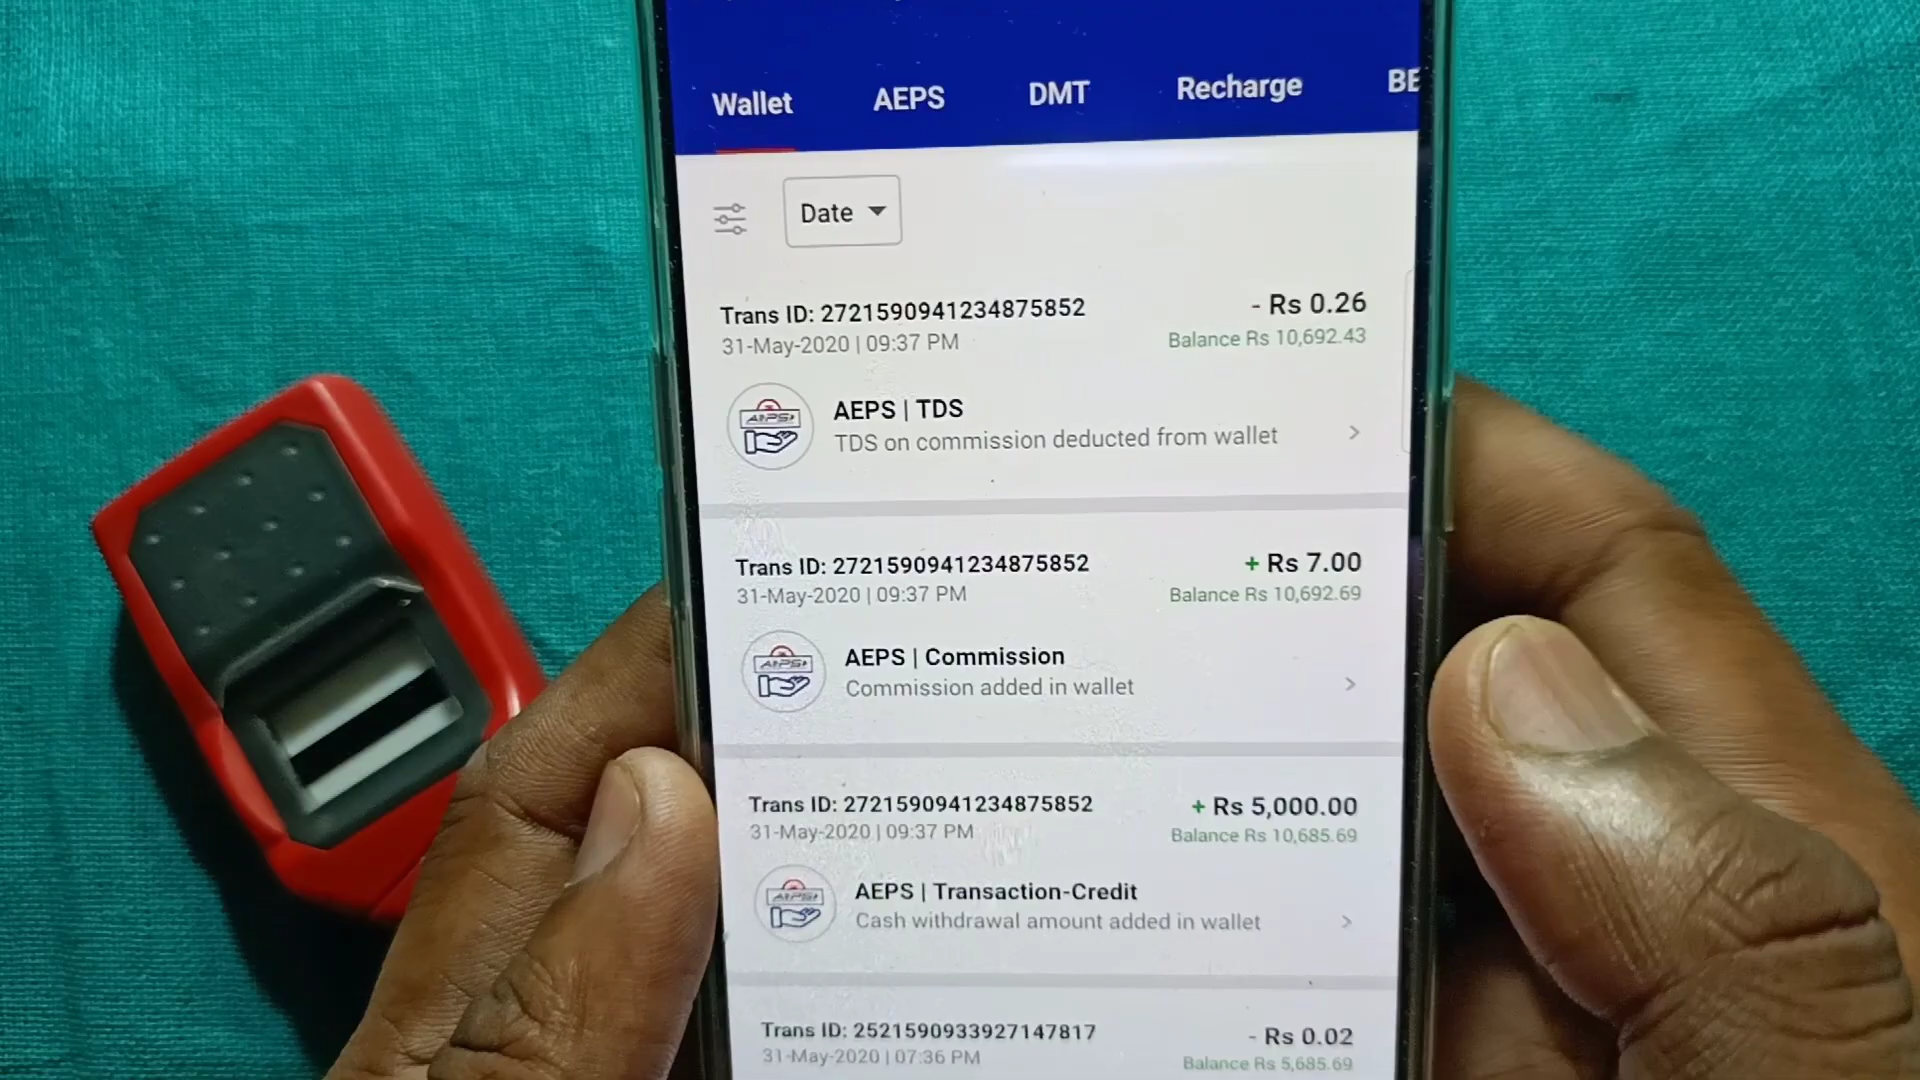 Wallet AEPS DMT Recharge BE
Date
Trans ID: 2721590941234875852 - Rs 0.26
31-May-2020 | 09:37 PM Balance Rs 10,692.43
AEPS | TDS
TDS on commission deducted from wallet
Trans ID: 2721590941234875852 + Rs 7.00
31-May-2020 | 09:37 PM Balance Rs 10,692.69
AEPS | Commission
Commission added in wallet
Trans ID: 2721590941234875852 + Rs 5,000.00
31-May-2020 | 09:37 PM Balance Rs 10,685.69
AEPS | Transaction-Credit
Cash withdrawal amount added in wallet
Trans ID: 2521590933927147817 - Rs 0.02
31-May-2020 | 07:36 PM Balance Rs 5,685.69